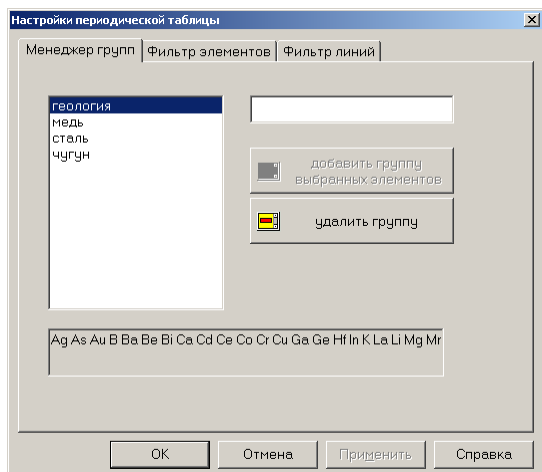 Настройки периодической таблицы
Менеджер групп
Фильтр элементов
Фильтр линий
геология
медь
сталь
чугун
добавить группу
выбранных элементов
удалить группу
Ag As Au B Ba Be Bi Ca Cd Ce Co Cr Cu Ga Ge Hf In K La Li Mg Mr
OK
Отмена
Применить
Справка